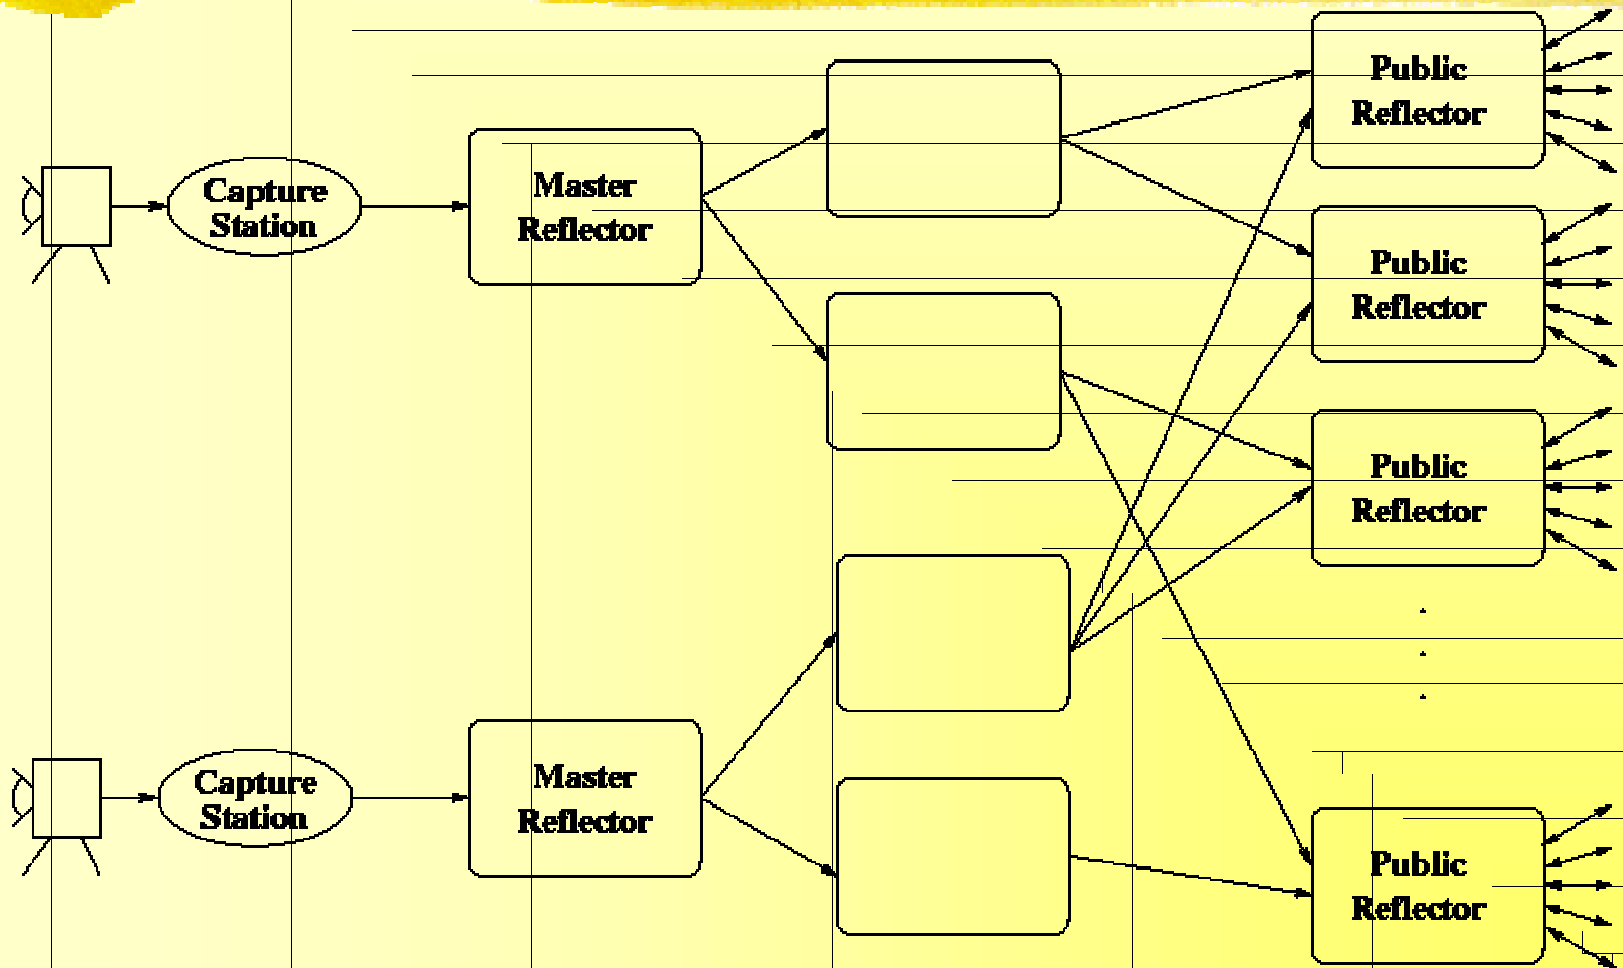 Public
Reflector
Capture
Station
Master
Reflector
Public
Reflector
Public
Reflector
Capture
Station
Master
Reflector
Public
Reflector